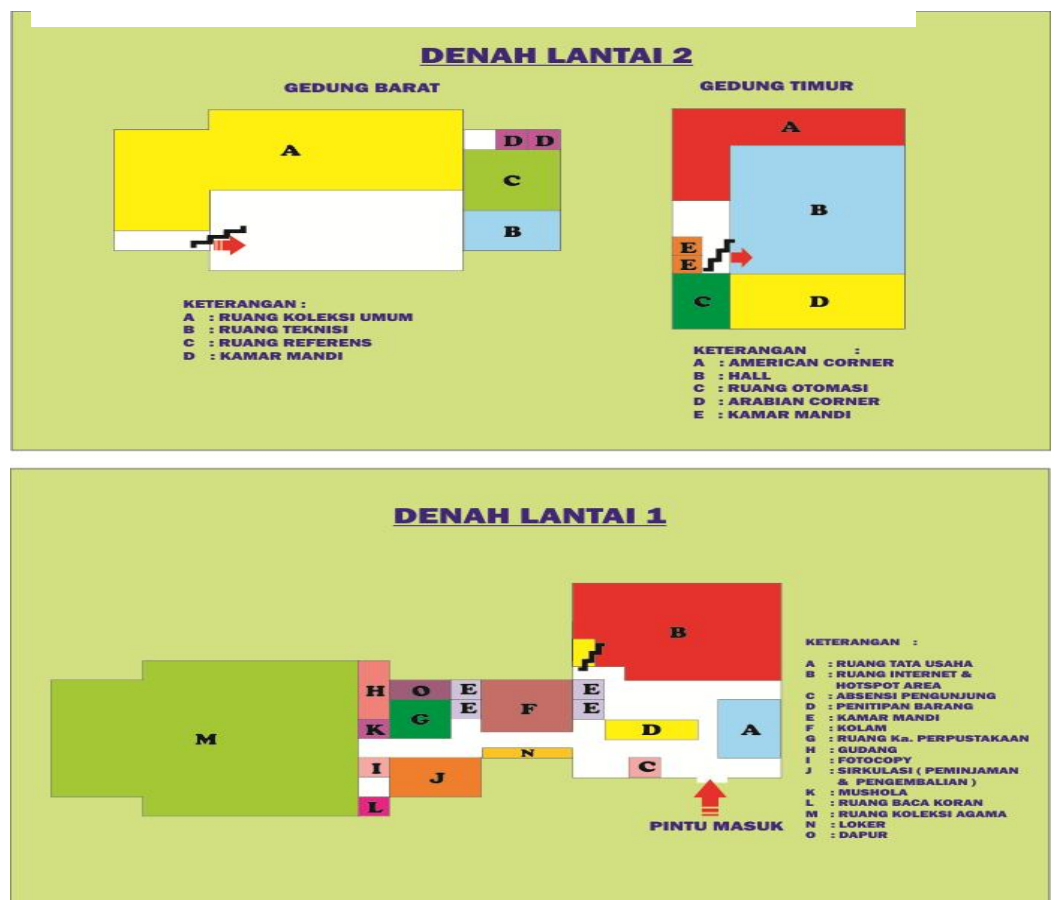 DENAH LANTAI 2
GEDUNG BARAT
A
D D
C
B
KETERANGAN :
A : RUANG KOLEKSI UMUM
B : RUANG TEKNISI
C : RUANG REFERENS
D : KAMAR MANDI
GEDUNG TIMUR
A
B
E
E
C
D
KETERANGAN :
A : AMERICAN CORNER
B : HALL
C : RUANG OTOMASI
D : ARABIAN CORNER
E : KAMAR MANDI
DENAH LANTAI 1
B
H O E E
G E F E
K
M D A
N
I J C
L
PINTU MASUK
KETERANGAN :
A : RUANG TATA USAHA
B : RUANG INTERNET &
HOTSPOT AREA
C : ABSENSI PENGUNJUNG
D : PENITIPAN BARANG
E : KAMAR MANDI
F : KOLAM
G : RUANG Ka. PERPUSTAKAAN
H : GUDANG
I : FOTOCOPY
J : SIRKULASI ( PEMINJAMAN
& PENGEMBALIAN )
K : MUSHOLA
L : RUANG BACA KORAN
M : RUANG KOLEKSI AGAMA
N : LOKER
O : DAPUR